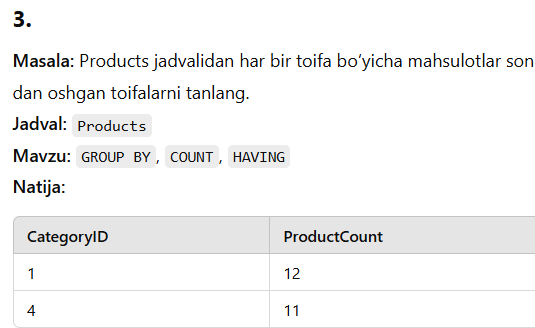 3.
Masala: Products jadvalidan har bir toifa bo‘yicha mahsulotlar son
dan oshgan toifalarni tanlang.
Jadval: Products
Mavzu: GROUP BY, COUNT, HAVING
Natija:
CategoryID ProductCount
1 12
4 11